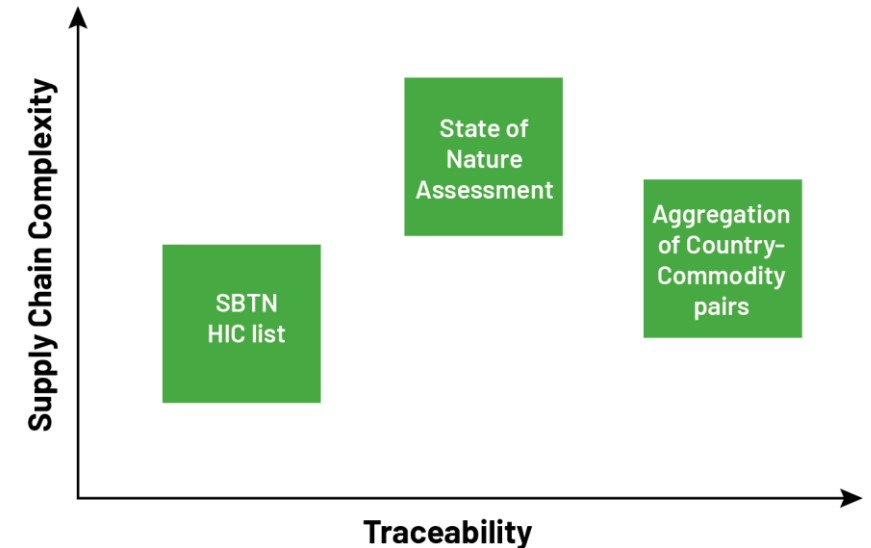 Supply Chain Complexity
State of
Nature
Assessment
Aggregation
of Country-
Commodity
pairs
SBTN
HIC list
Traceability